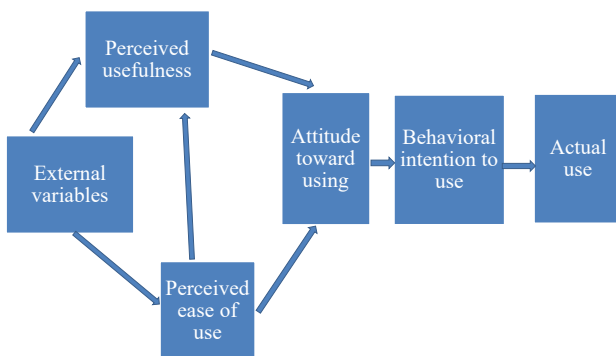 Perceived
usefulness
External
variables
Perceived
ease of
use
Attitude
toward
using
Behavioral
intention to
use
Actual
use